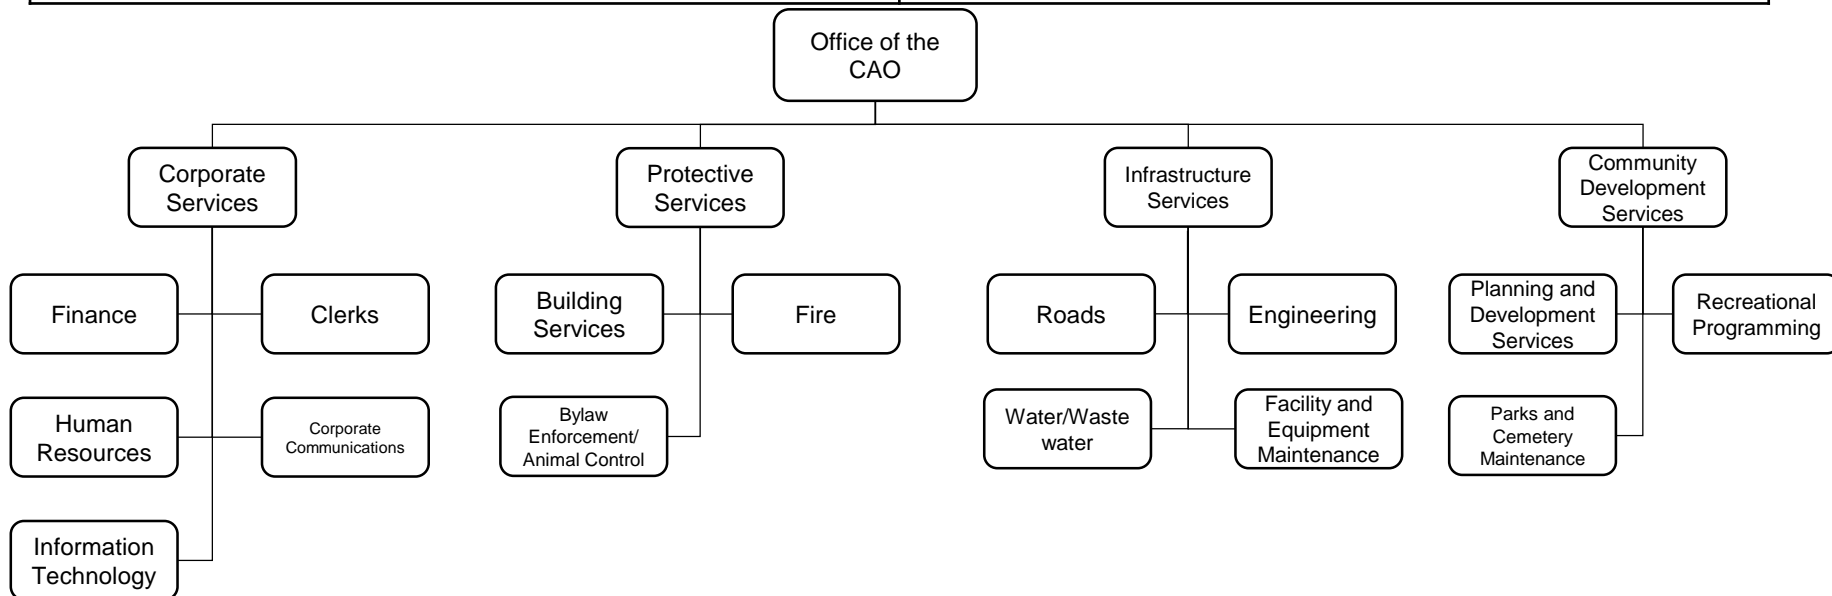 Office of the
CAO
Corporate
Services
Protective
Services
Infrastructure
Services
Community
Development
Services
Finance
Clerks
Building
Services
Fire
Roads
Engineering
Planning and
Development
Services
Recreational
Programming
Human
Resources
Corporate
Communications
Bylaw
Enforcement/
Animal Control
Water/Waste
water
Facility and
Equipment
Maintenance
Parks and
Cemetery
Maintenance
Information
Technology